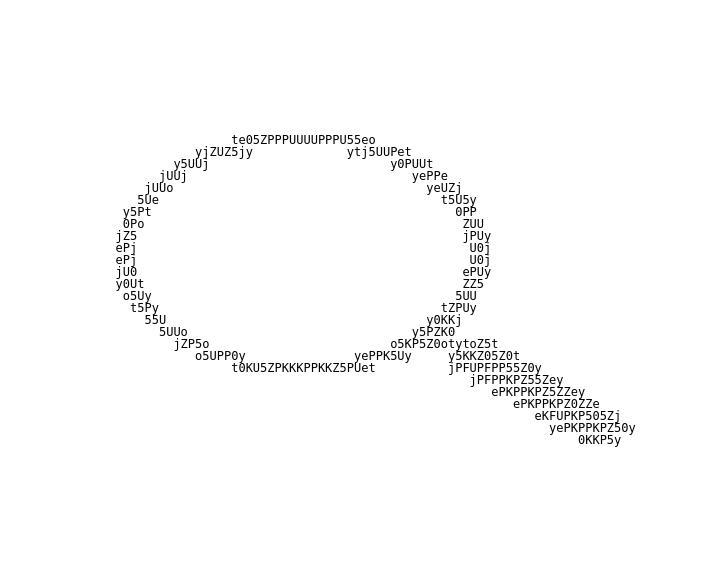 te05ZPPPUUUUPPPU55eo
yjZUZ5jy ytj5UUPet
y5UUj y0PUUt
jUUj yePPe
jUUo yeUZj
5Ue t5U5y
y5Pt 0PP
0Po ZUU
jZ5 jPUy
ePj U0j
ePj U0j
jU0 ePUy
y0Ut ZZ5
o5Uy 5UU
t5Py tZPUy
55U y0KKj
5UUo y5PZK0
jZP5o o5KP5Z0otytoZ5t
o5UPP0y yePPK5Uy y5KKZ05Z0t
t0KU5ZPKKKPPKKZ5PUet jPFUPFPP55Z0y
jPFPPKPZ55Zey
ePKPPKPZ5ZZey
ePKPPKPZ0ZZe
eKFUPKP505Zj
yePKPPKPZ50y
0KKP5y